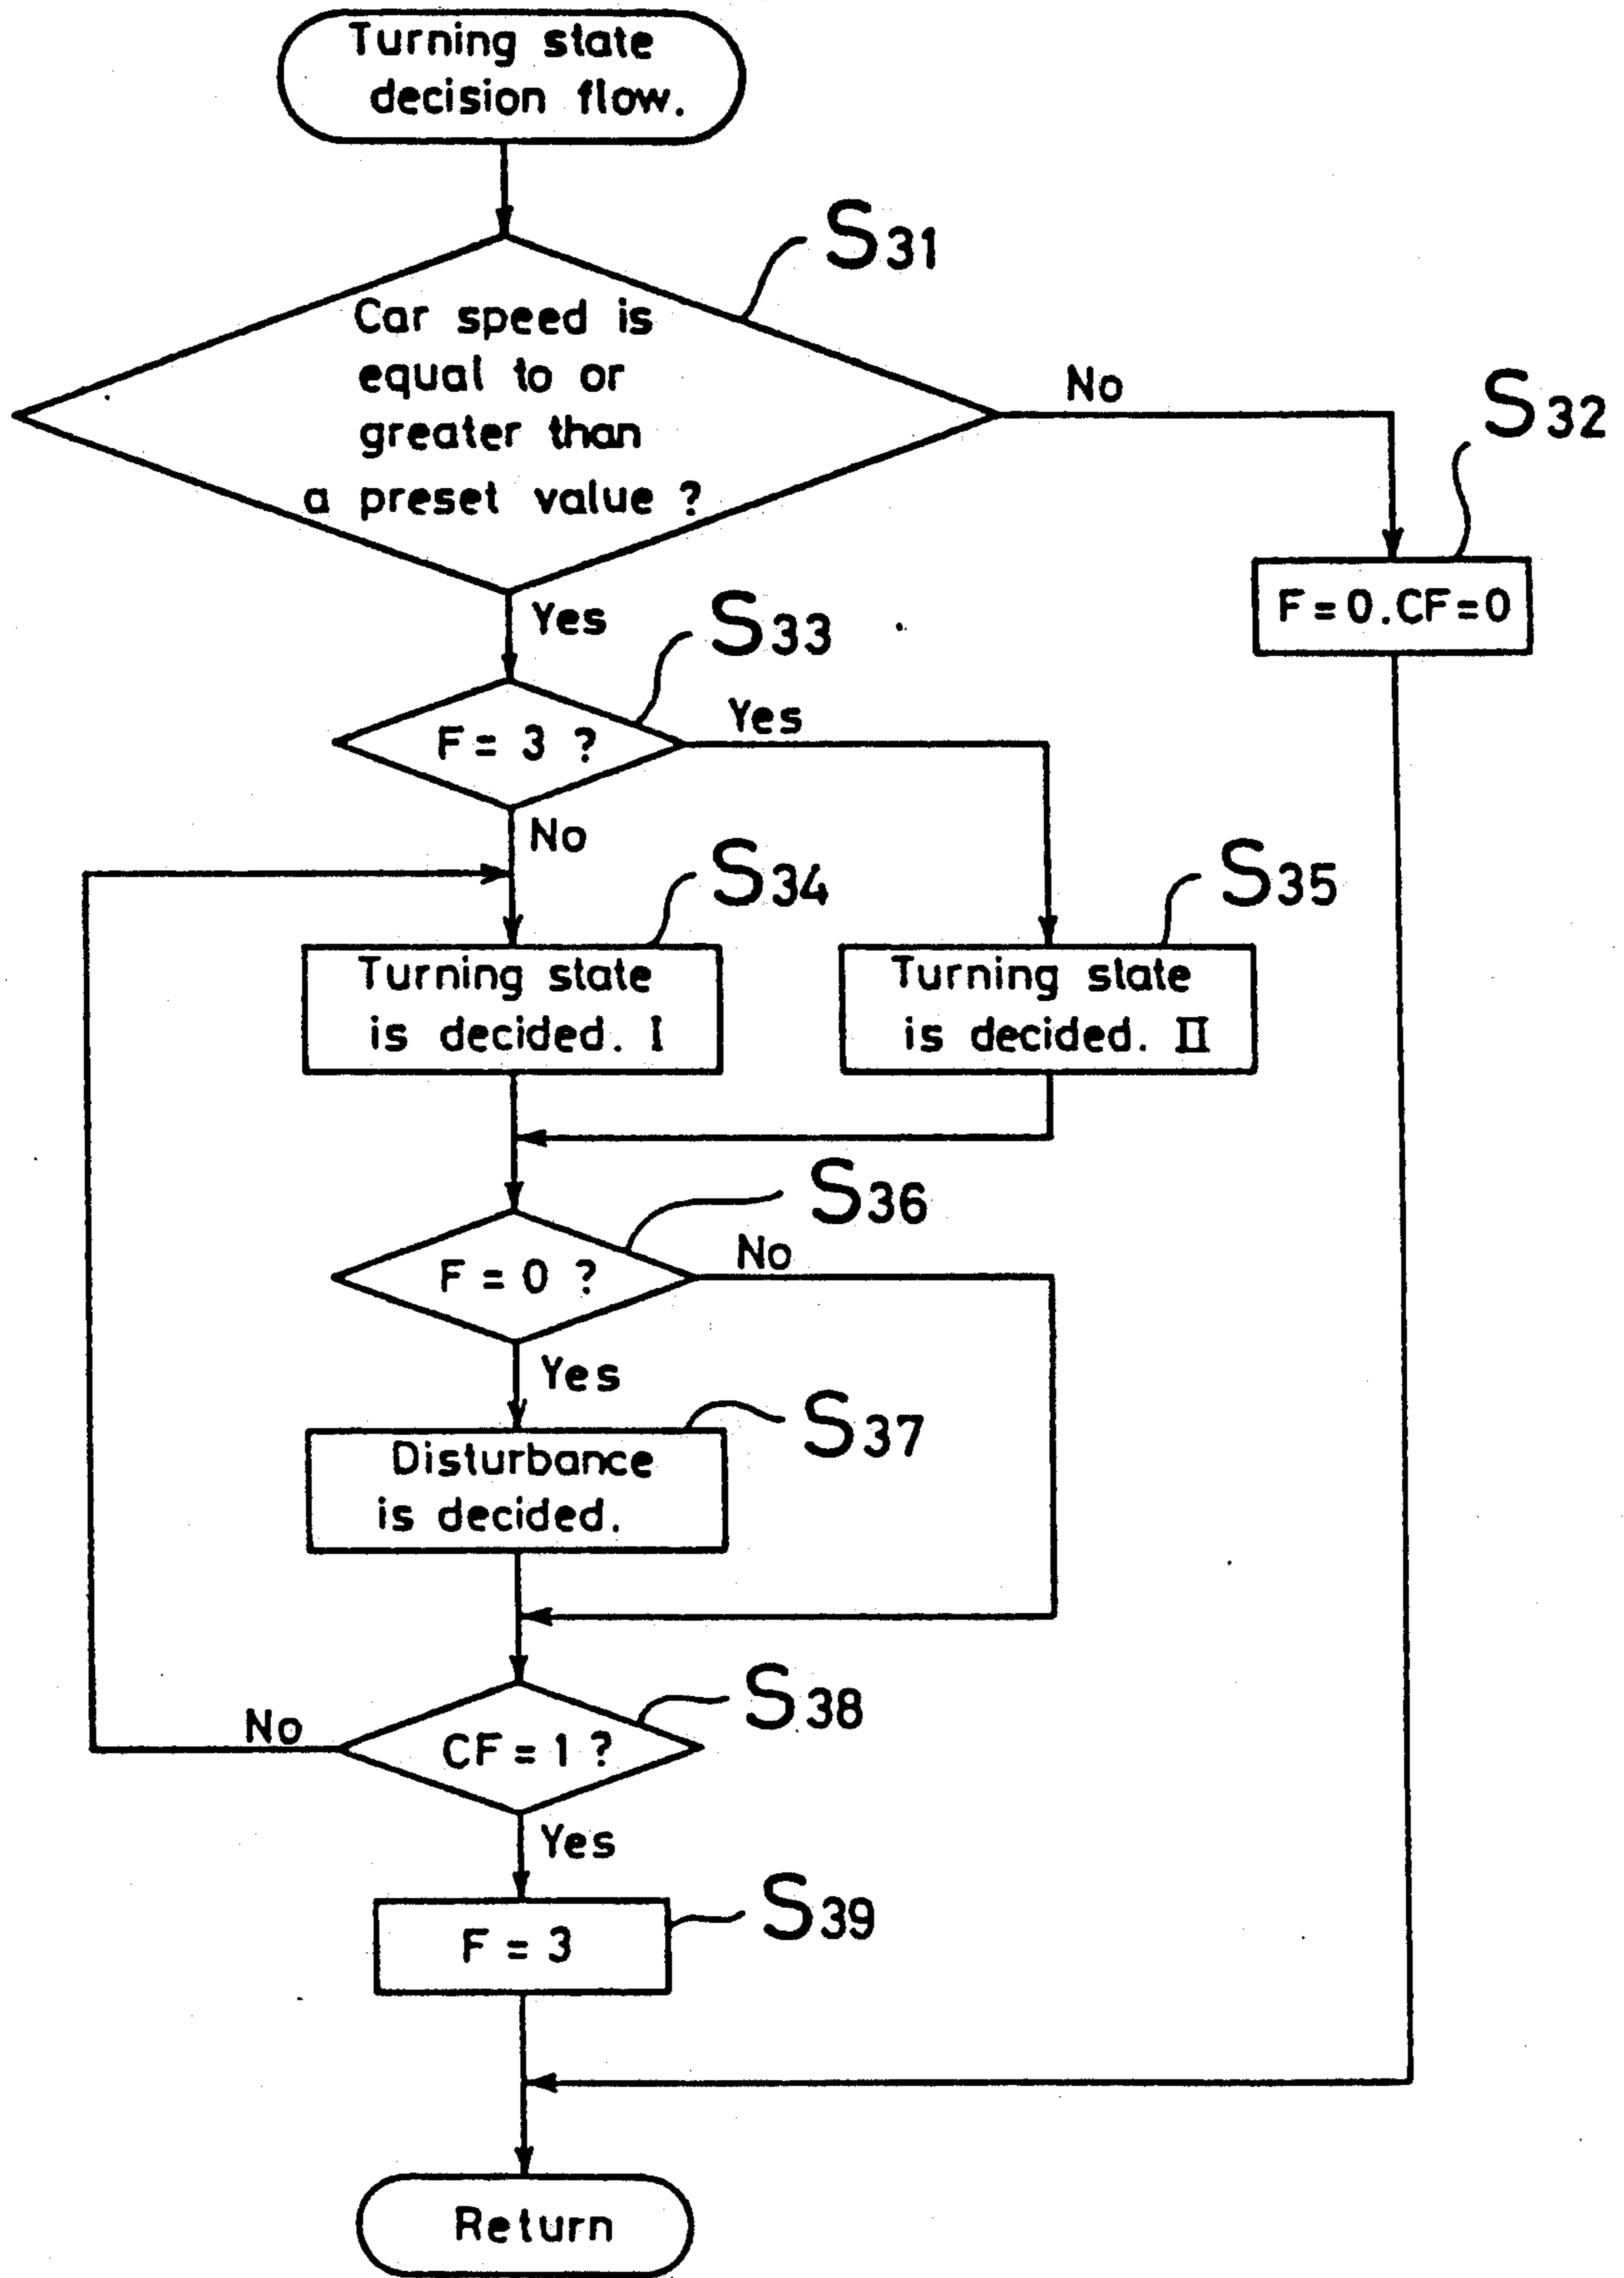 Turning state
decision flow.
S31
Car speed is
equal to or
greater than
a preset value ?
No
S32
F=0.CF=0
Yes
S33
F= 3 ?
Yes
No
S34
S35
Turning state
is decided. I
Turning state
is decided. II
S36
F = 0 ?
No
Yes
S37
Disturbance
is decided.
S38
No
CF = 1 ?
Yes
S39
F = 3
Return